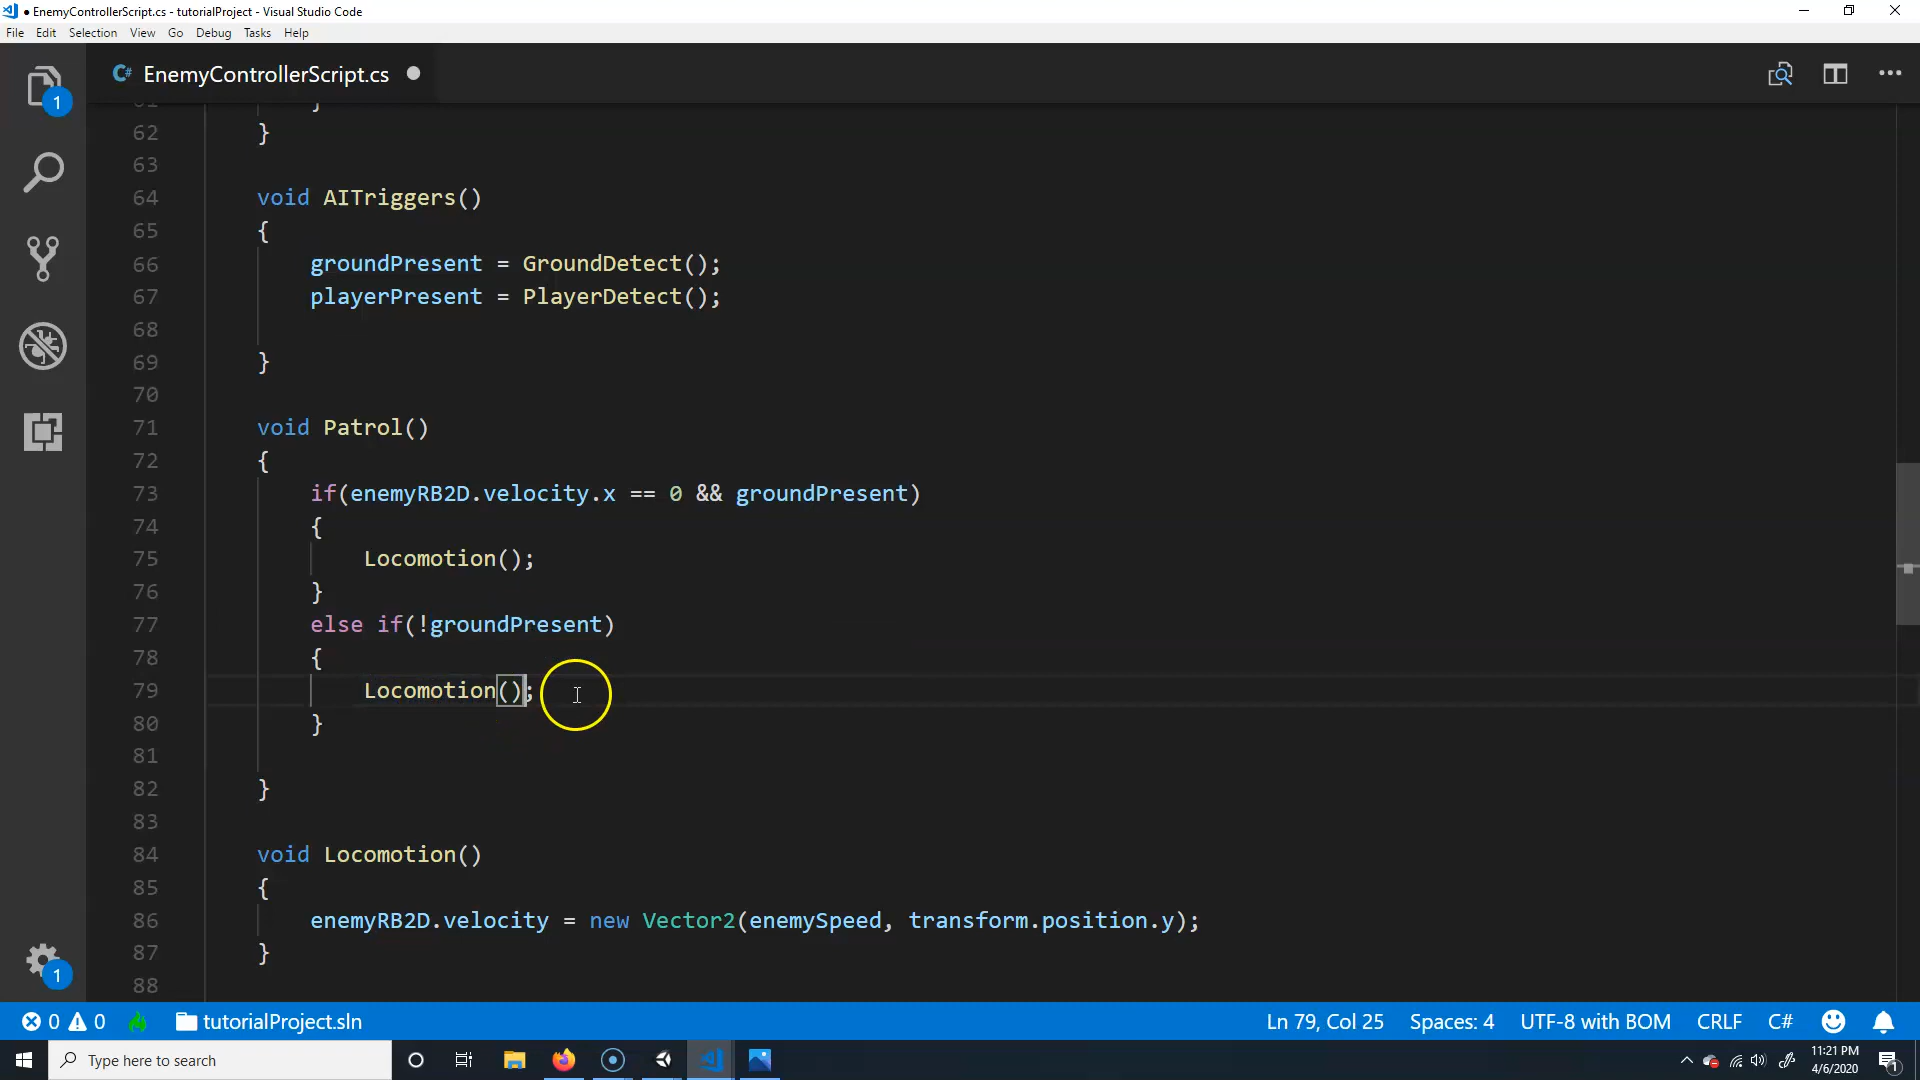 EnemyControllerScript.cs - tutorialProject - Visual Studio Code
File Edit Selection View Go Debug Tasks Help
C# EnemyControllerScript.cs
1
61 }
62 }
63
64 void AITriggers()
65 {
66 groundPresent = GroundDetect();
67 playerPresent = PlayerDetect();
68
69 }
70
71 void Patrol()
72 {
73 if(enemyRB2D.velocity.x == 0 && groundPresent)
74 {
75 Locomotion();
76 }
77 else if(!groundPresent)
78 {
79 Locomotion();
80 }
81
82 }
83
84 void Locomotion()
85 {
86 enemyRB2D.velocity = new Vector2(enemySpeed, transform.position.y);
87 }
88
1
0 0 tutorialProject.sln Ln 79, Col 25 Spaces: 4 UTF-8 with BOM CRLF C#
Type here to search
11:21 PM
4/6/2020
1